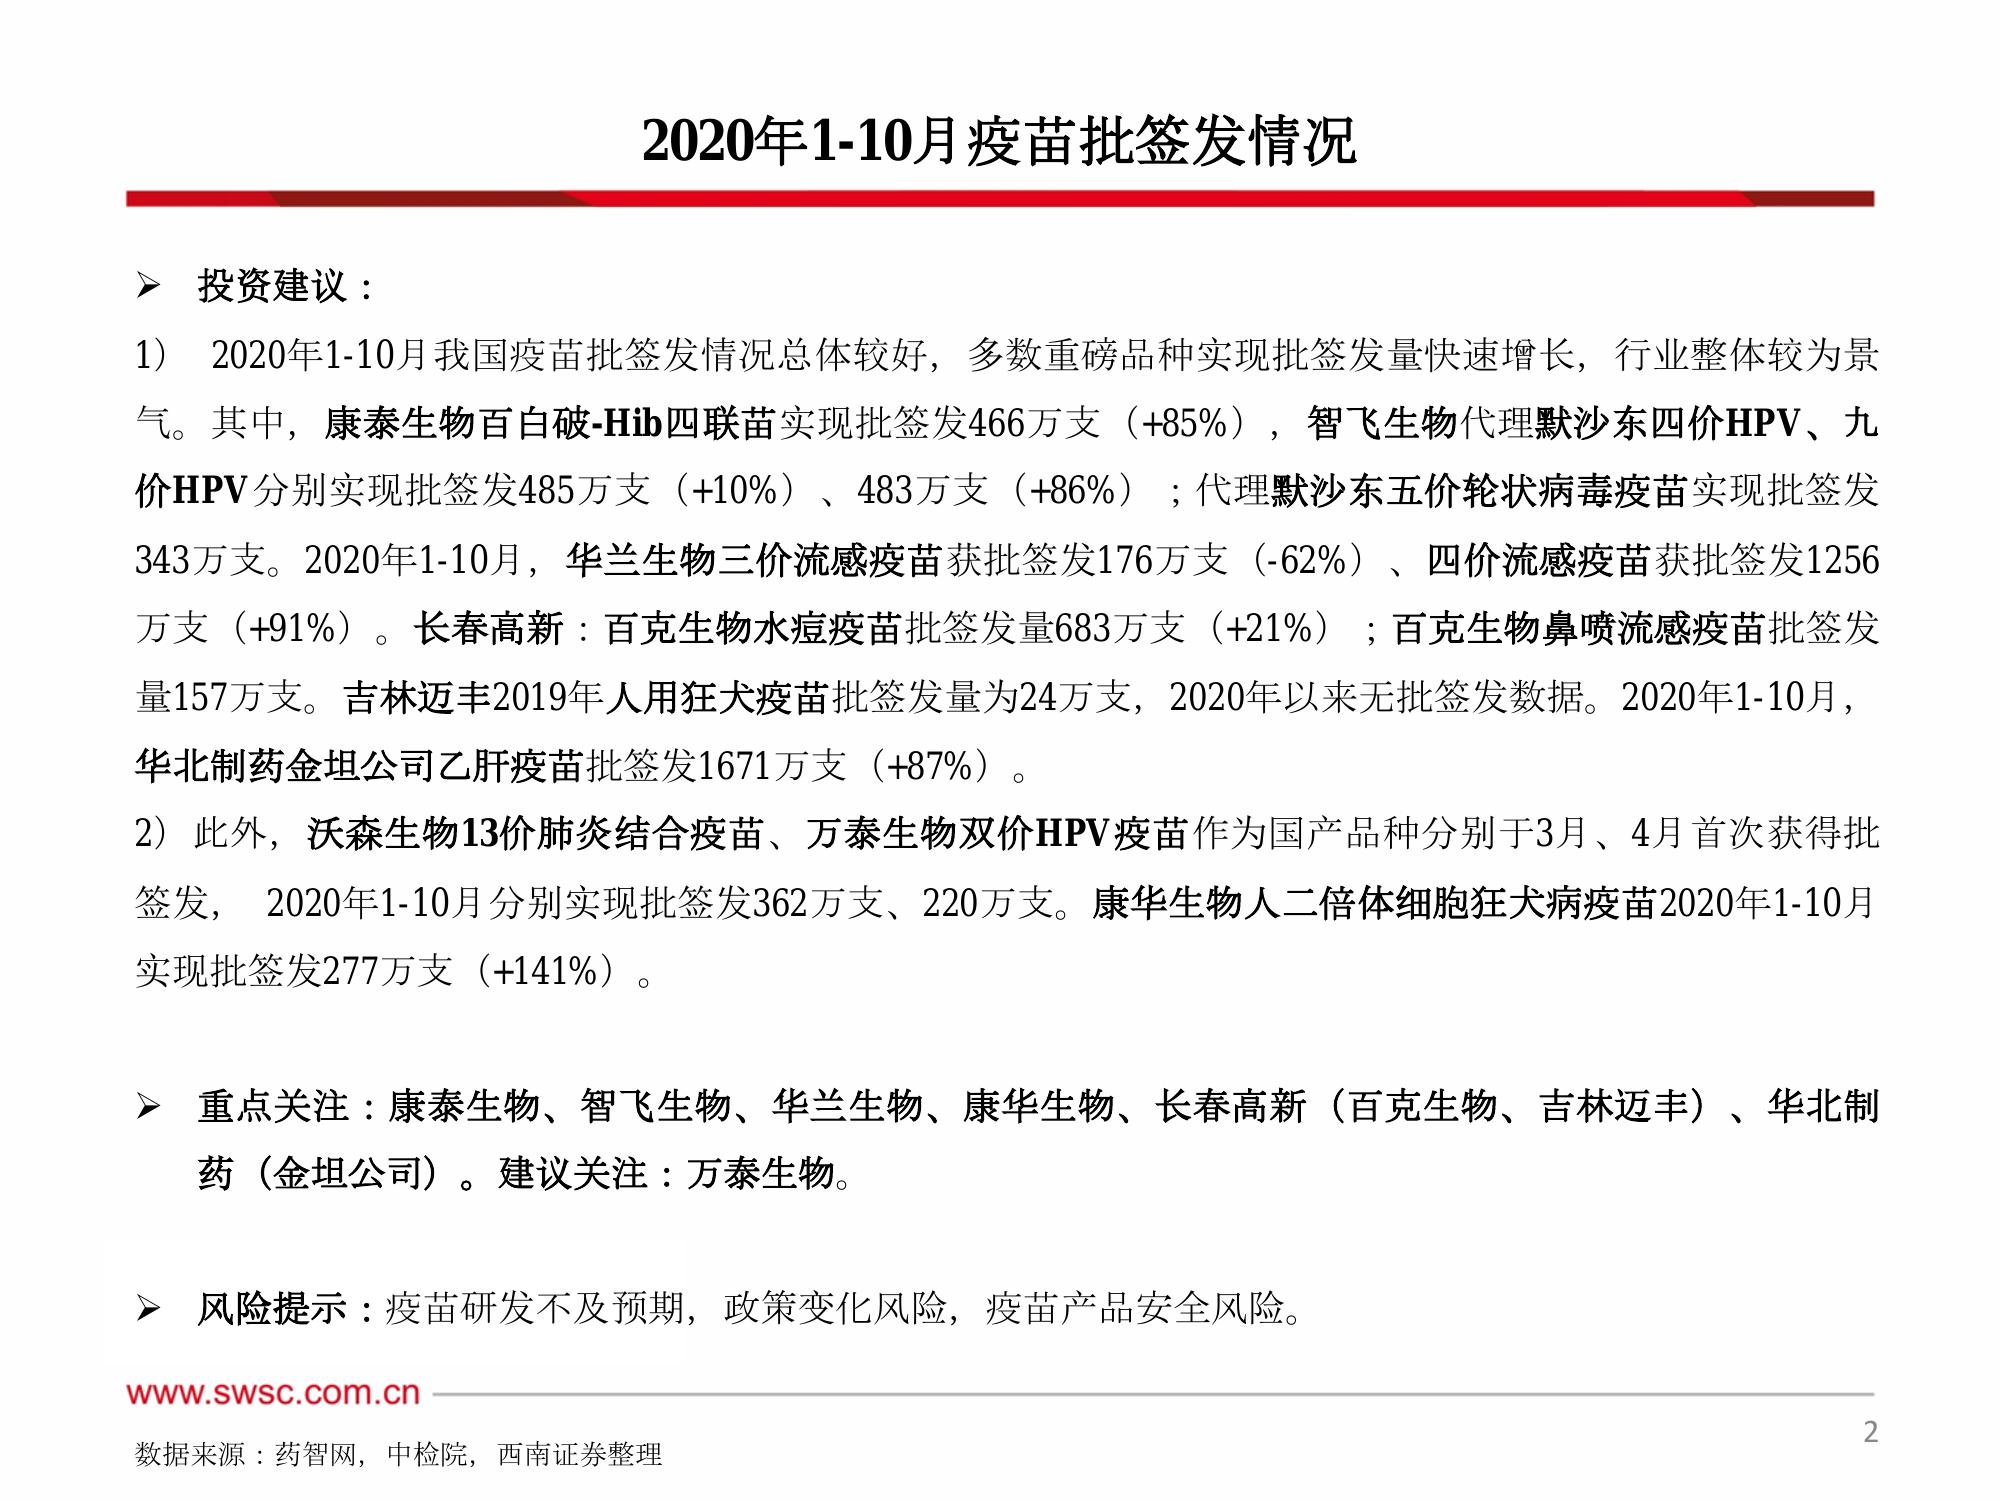 2020年1-10月疫苗批签发情况
➢ 投资建议：
1） 2020年1-10月我国疫苗批签发情况总体较好，多数重磅品种实现批签发量快速增长，行业整体较为景
气。其中，康泰生物百白破-Hib四联苗实现批签发466万支（+85%），智飞生物代理默沙东四价HPV、九
价HPV分别实现批签发485万支（+10%）、483万支（+86%）；代理默沙东五价轮状病毒疫苗实现批签发
343万支。2020年1-10月，华兰生物三价流感疫苗获批签发176万支（-62%）、四价流感疫苗获批签发1256
万支（+91%）。长春高新：百克生物水痘疫苗批签发量683万支（+21%）；百克生物鼻喷流感疫苗批签发
量157万支。吉林迈丰2019年人用狂犬疫苗批签发量为24万支，2020年以来无批签发数据。2020年1-10月，
华北制药金坦公司乙肝疫苗批签发1671万支（+87%）。
2）此外，沃森生物13价肺炎结合疫苗、万泰生物双价HPV疫苗作为国产品种分别于3月、4月首次获得批
签发， 2020年1-10月分别实现批签发362万支、220万支。康华生物人二倍体细胞狂犬病疫苗2020年1-10月
实现批签发277万支（+141%）。
➢ 重点关注：康泰生物、智飞生物、华兰生物、康华生物、长春高新（百克生物、吉林迈丰）、华北制
药（金坦公司）。建议关注：万泰生物。
➢ 风险提示：疫苗研发不及预期，政策变化风险，疫苗产品安全风险。
www.swsc.com.cn
2
数据来源：药智网，中检院，西南证券整理